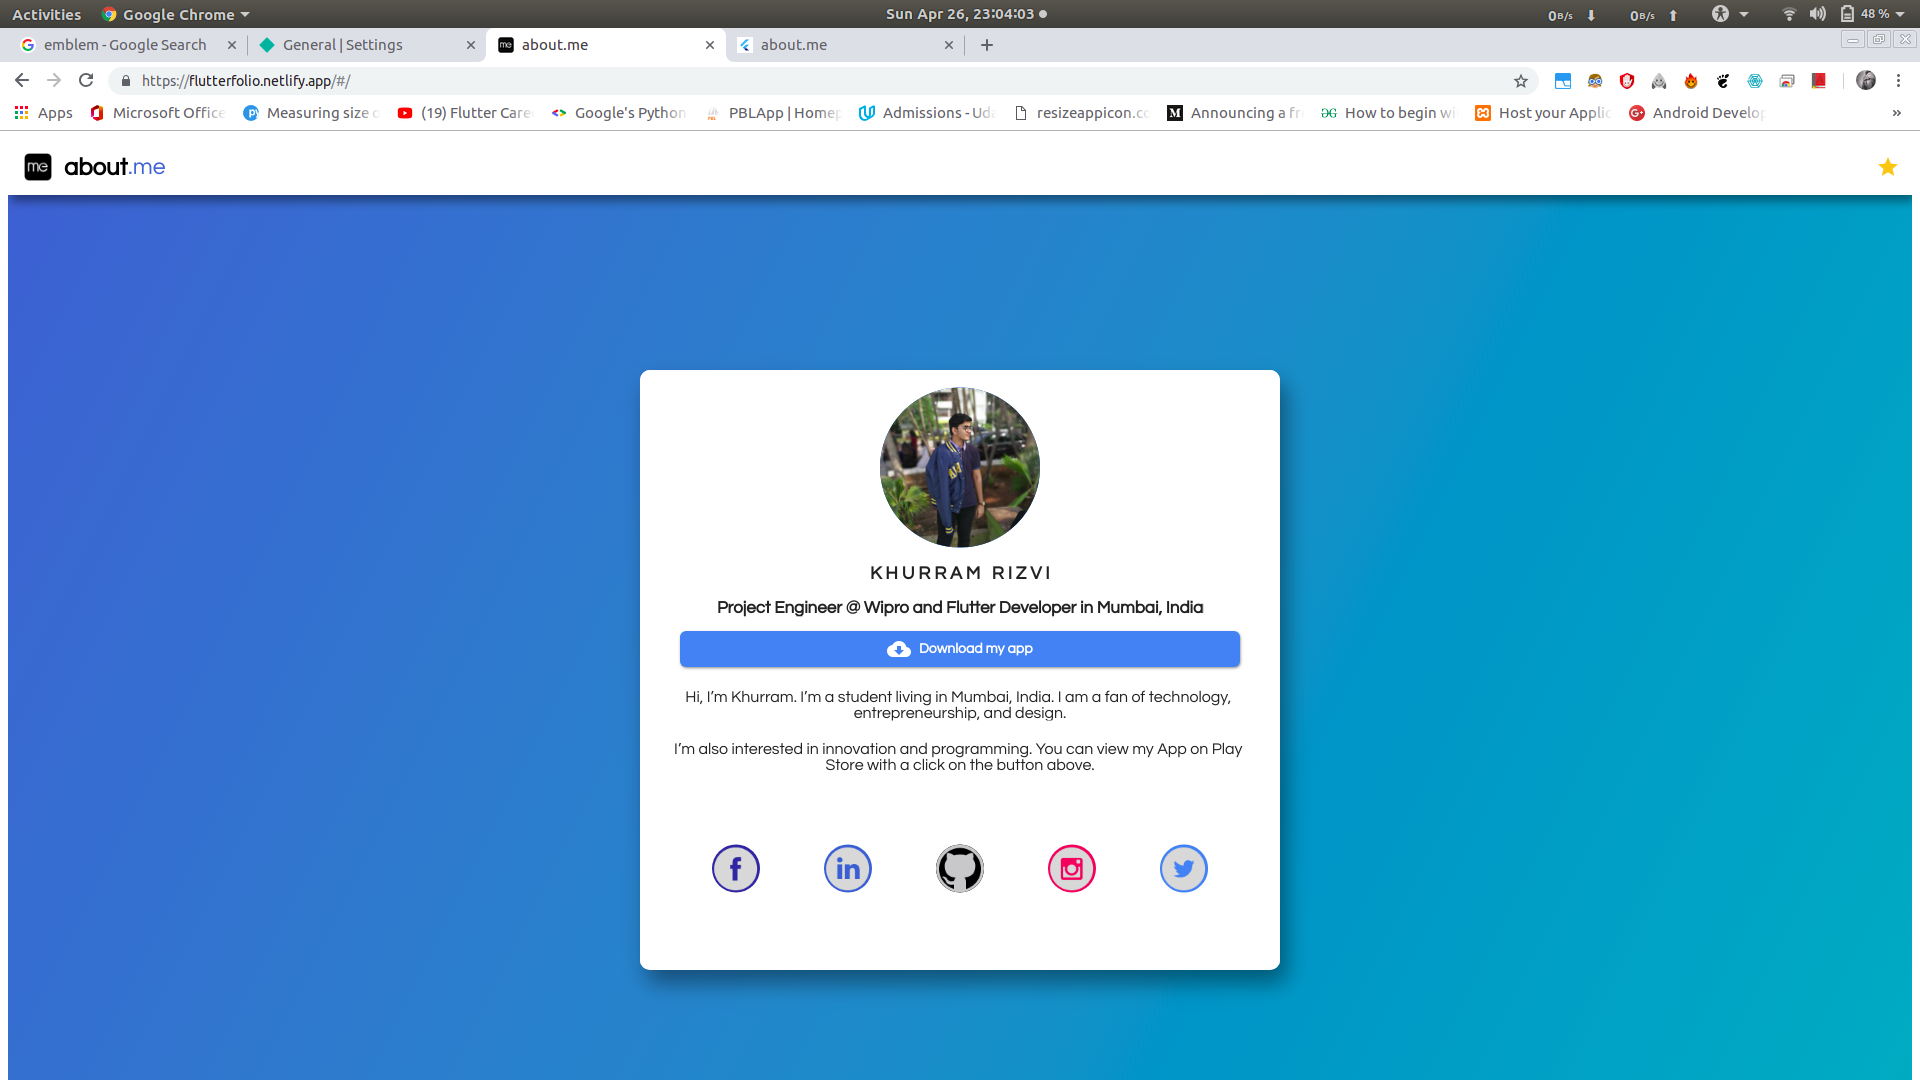 Activities Google Chrome Sun Apr 26, 23:04:03 0 B/s 0 B/s 48 %
emblem - Google Search General | Settings about.me about.me
https://flutterfolio.netlify.app/#/
Apps Microsoft Office Measuring size o (19) Flutter Care Google's Python PBLApp | Homep Admissions - Uda resizeappicon.co Announcing a fr How to begin wi Host your Applic Android Develop »
me about.me
KHURRAM RIZVI
Project Engineer @ Wipro and Flutter Developer in Mumbai, India
Download my app
Hi, I'm Khurram. I'm a student living in Mumbai, India. I am a fan of technology,
entrepreneurship, and design.
I'm also interested in innovation and programming. You can view my App on Play
Store with a click on the button above.